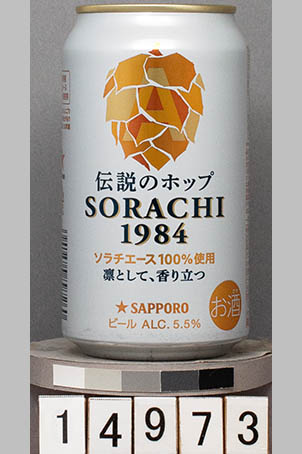 伝説のホップ
SORACHI
1984
ソラチエース100%使用
凛として、香り立つ
★SAPPORO
お酒
ビール ALC. 5.5%
14973